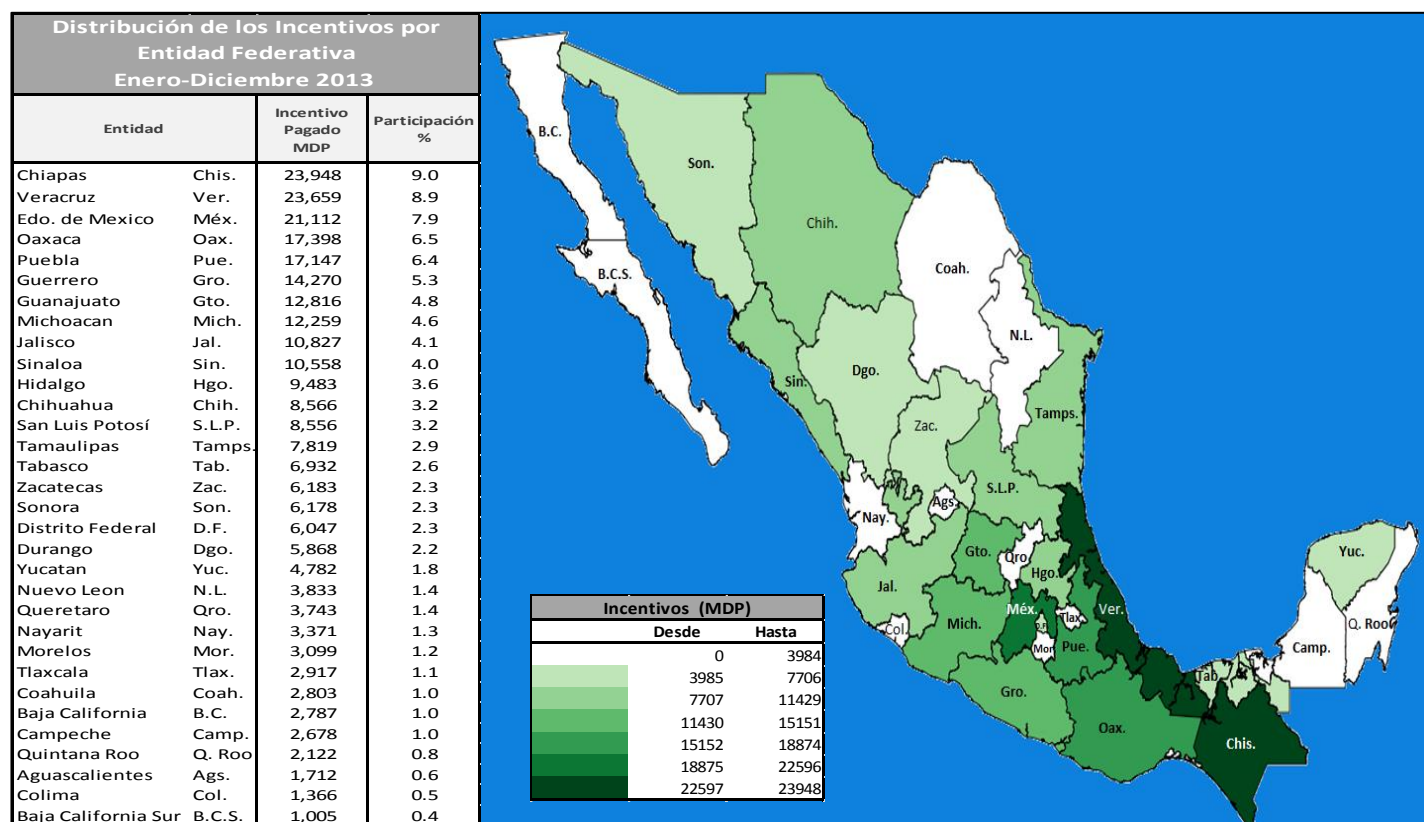 Distribución de los Incentivos por
Entidad Federativa
Enero-Diciembre 2013
Entidad Incentivo Pagado MDP Participación %
Chiapas Chis. 23,948 9.0
Veracruz Ver. 23,659 8.9
Edo. de Mexico Méx. 21,112 7.9
Oaxaca Oax. 17,398 6.5
Puebla Pue. 17,147 6.4
Guerrero Gro. 14,270 5.3
Guanajuato Gto. 12,816 4.8
Michoacan Mich. 12,259 4.6
Jalisco Jal. 10,827 4.1
Sinaloa Sin. 10,558 4.0
Hidalgo Hgo. 9,483 3.6
Chihuahua Chih. 8,566 3.2
San Luis Potosí S.L.P. 8,556 3.2
Tamaulipas Tamps. 7,819 2.9
Tabasco Tab. 6,932 2.6
Zacatecas Zac. 6,183 2.3
Sonora Son. 6,178 2.3
Distrito Federal D.F. 6,047 2.3
Durango Dgo. 5,868 2.2
Yucatan Yuc. 4,782 1.8
Nuevo Leon N.L. 3,833 1.4
Queretaro Qro. 3,743 1.4
Nayarit Nay. 3,371 1.3
Morelos Mor. 3,099 1.2
Tlaxcala Tlax. 2,917 1.1
Coahuila Coah. 2,803 1.0
Baja California B.C. 2,787 1.0
Campeche Camp. 2,678 1.0
Quintana Roo Q. Roo 2,122 0.8
Aguascalientes Ags. 1,712 0.6
Colima Col. 1,366 0.5
Baja California Sur B.C.S. 1,005 0.4
B.C.
Son.
Chih.
B.C.S.
Coah.
N.L.
Dgo.
Sin.
Tamps.
Zac.
S.L.P.
Ags.
Nay.
Gto.
Qro.
Hgo.
Yuc.
Jal.
Méx.
D.F.
Tlax.
Ver.
Q. Roo
Col.
Mich.
Mor.
Pue.
Camp.
Gro.
Tab.
Oax.
Chis.
Incentivos (MDP)
Desde Hasta
0 3984
3985 7706
7707 11429
11430 15151
15152 18874
18875 22596
22597 23948